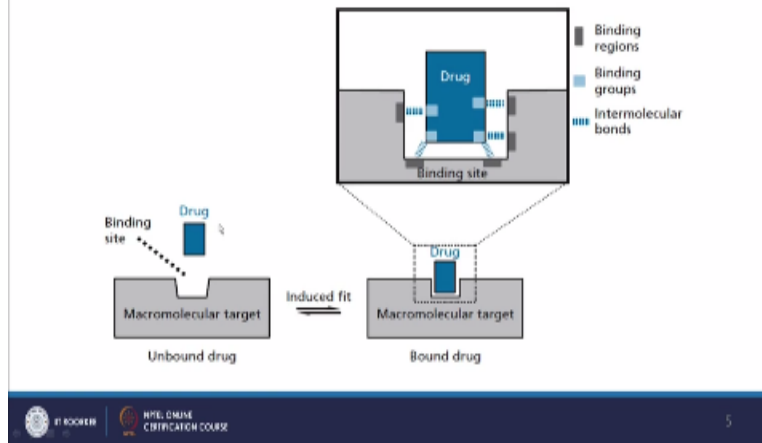 Binding
regions
Drug
Binding
groups
Intermolecular
bonds
Binding site
Drug
Binding
site
Drug
Induced fit
Macromolecular target
Macromolecular target
Unbound drug
Bound drug
IIT ROORKEE
NPTEL ONLINE
CERTIFICATION COURSE
5